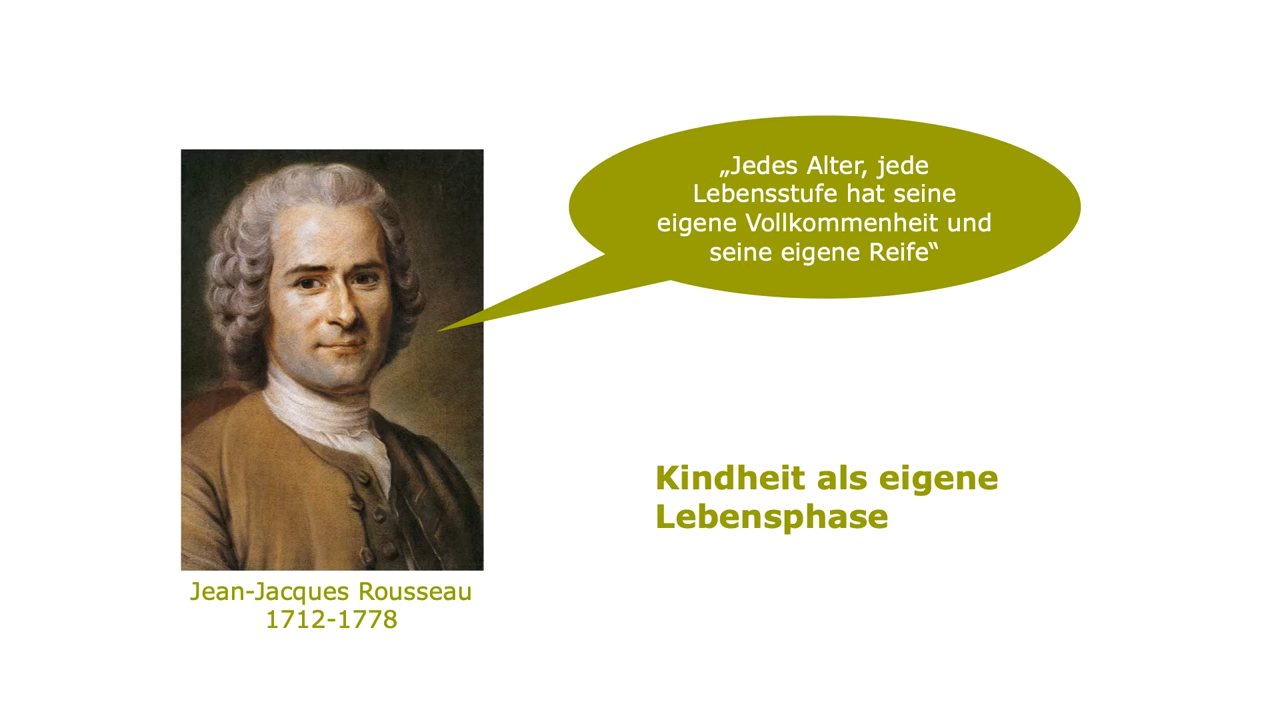 „Jedes Alter, jede
Lebensstufe hat seine
eigene Vollkommenheit und
seine eigene Reife“
Kindheit als eigene
Lebensphase
Jean-Jacques Rousseau
1712-1778